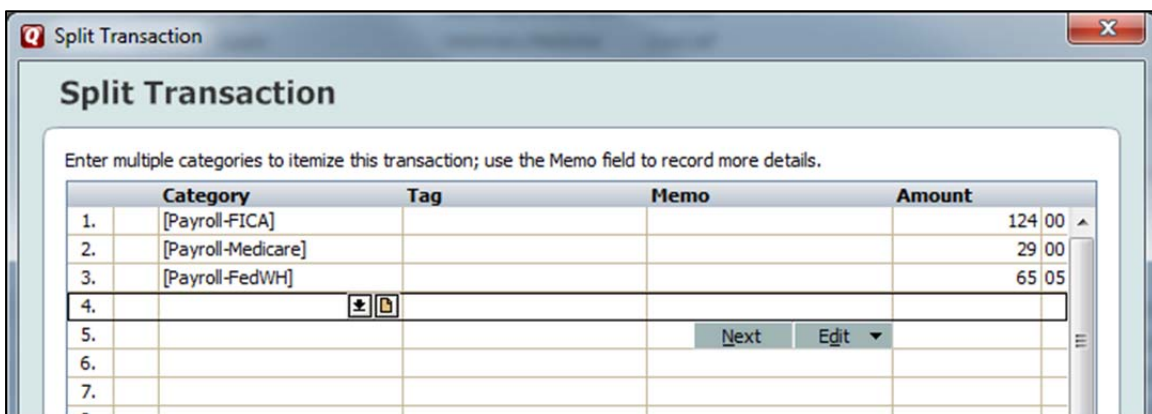 Split Transaction
Split Transaction
Enter multiple categories to itemize this transaction; use the Memo field to record more details.
Category Tag Memo Amount
1. [Payroll-FICA] 124 00
2. [Payroll-Medicare] 29 00
3. [Payroll-FedWH] 65 05
4.
5. Next Edit
6.
7.